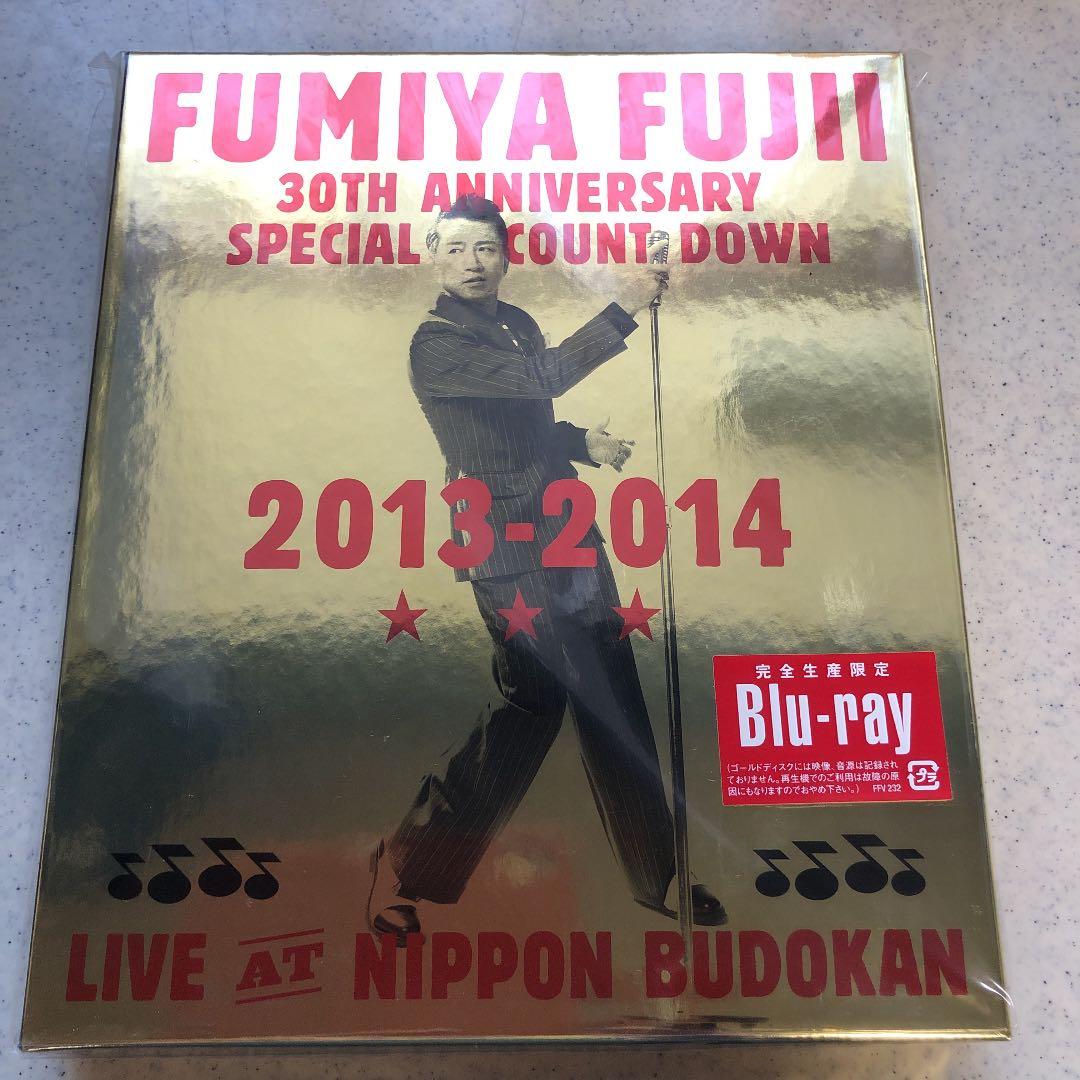 FUMIYA FUJII
30TH ANNIVERSARY
SPECIAL COUNT DOWN
2013-2014
完全生産限定
Blu-ray
(ゴールドディスクには映像、音源は記録され
ておりません。再生機でのご利用は故障の原
因にもなりますのでおやめ下さい。) FFV 232
プラ
LIVE AT NIPPON BUDOKAN